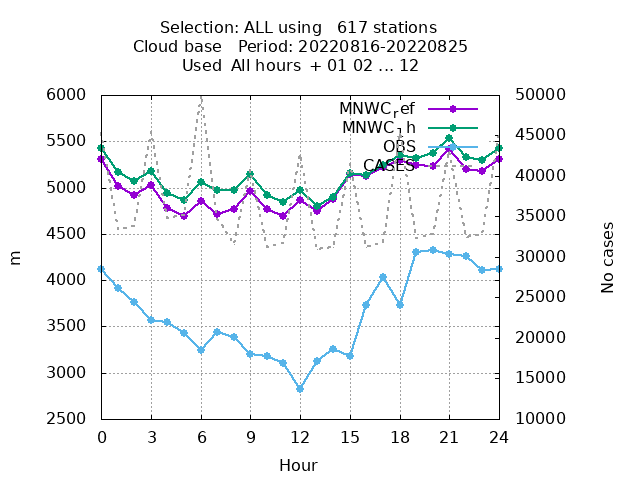 Selection: ALL using   617 stations
Cloud base   Period: 20220816-20220825
Used  All hours  + 01 02 ... 12
MNWCref
MNWC1h
OBS
CASES
6000
5500
5000
4500
4000
3500
3000
2500
50000
45000
40000
35000
30000
25000
20000
15000
10000
m
No cases
0 3 6 9 12 15 18 21 24
Hour